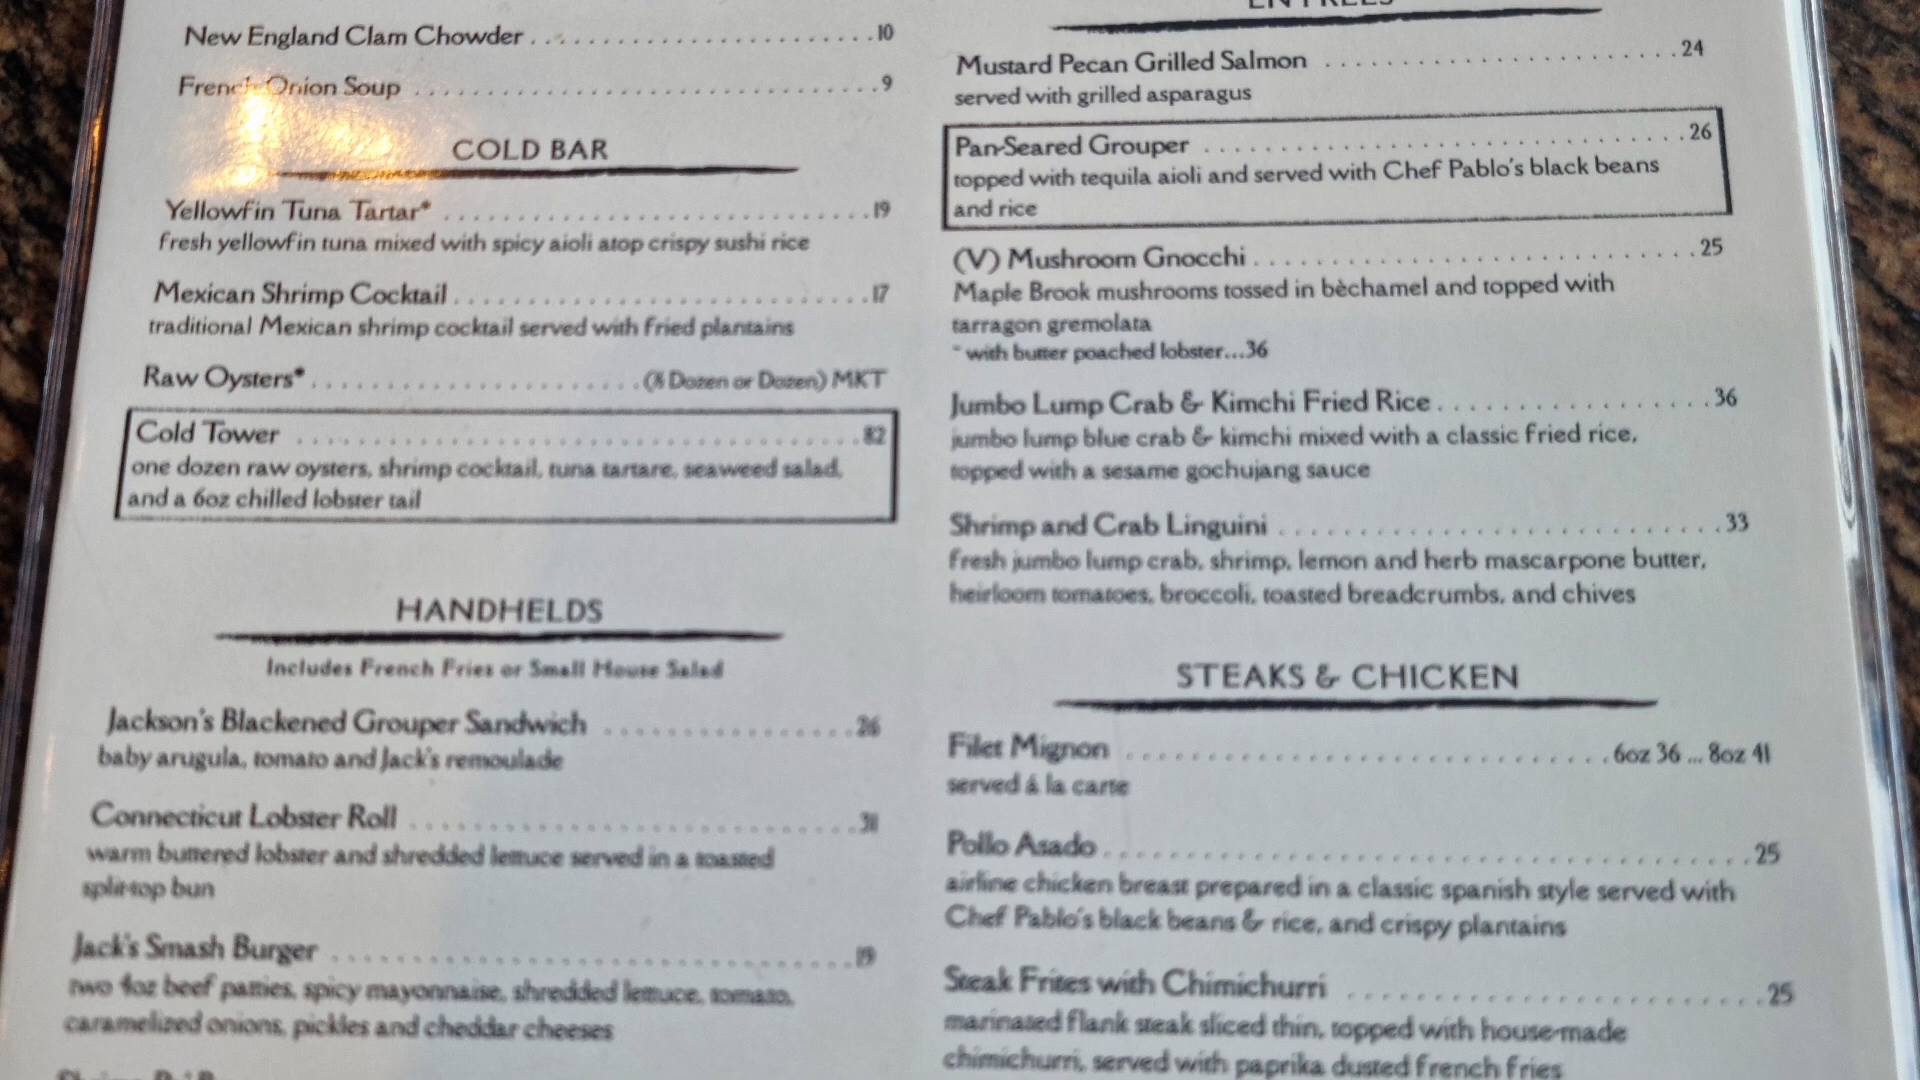 New England Clam Chowder . . . . . . . . . . . . . . . . . . . . . . . .10
French Onion Soup . . . . . . . . . . . . . . . . . . . . . . . . . . . . .9
COLD BAR
Yellowfin Tuna Tartar* . . . . . . . . . . . . . . . . . . . . . . . . . . .19
fresh yellowfin tuna mixed with spicy aioli atop crispy sushi rice
Mexican Shrimp Cocktail . . . . . . . . . . . . . . . . . . . . . . . . . .17
traditional Mexican shrimp cocktail served with fried plantains
Raw Oysters* . . . . . . . . . . . . . . . . . . . . . (½ Dozen or Dozen) MKT
Cold Tower . . . . . . . . . . . . . . . . . . . . . . . . . . . . . . . . . . .82
one dozen raw oysters, shrimp cocktail, tuna tartare, seaweed salad,
and a 6oz chilled lobster tail
HANDHELDS
Includes French Fries or Small House Salad
Jackson's Blackened Grouper Sandwich . . . . . . . . . . . . . . . .26
baby arugula, tomato and Jack's remoulade
Connecticut Lobster Roll . . . . . . . . . . . . . . . . . . . . . . . . . . .31
warm buttered lobster and shredded lettuce served in a toasted
split-top bun
Jack's Smash Burger . . . . . . . . . . . . . . . . . . . . . . . . . . . . . .19
two 4oz beef patties, spicy mayonnaise, shredded lettuce, tomato,
caramelized onions, pickles and cheddar cheeses
ENTRÉES
Mustard Pecan Grilled Salmon . . . . . . . . . . . . . . . . . . . . . .24
served with grilled asparagus
Pan-Seared Grouper . . . . . . . . . . . . . . . . . . . . . . . . . . . . .26
topped with tequila aioli and served with Chef Pablo's black beans
and rice
(V) Mushroom Gnocchi . . . . . . . . . . . . . . . . . . . . . . . . . . .25
Maple Brook mushrooms tossed in bèchamel and topped with
tarragon gremolata
* with butter poached lobster...36
Jumbo Lump Crab & Kimchi Fried Rice . . . . . . . . . . . . . . . . .36
jumbo lump blue crab & kimchi mixed with a classic fried rice,
topped with a sesame gochujang sauce
Shrimp and Crab Linguini . . . . . . . . . . . . . . . . . . . . . . . . . . .33
fresh jumbo lump crab, shrimp, lemon and herb mascarpone butter,
heirloom tomatoes, broccoli, toasted breadcrumbs, and chives
STEAKS & CHICKEN
Filet Mignon . . . . . . . . . . . . . . . . . . . . . . . . . . . . 6oz 36 ... 8oz 41
served á la carte
Pollo Asado . . . . . . . . . . . . . . . . . . . . . . . . . . . . . . . . . . . . .25
airline chicken breast prepared in a classic spanish style served with
Chef Pablo's black beans & rice, and crispy plantains
Steak Frites with Chimichurri . . . . . . . . . . . . . . . . . . . . . . . .25
marinated flank steak sliced thin, topped with house-made
chimichurri, served with paprika dusted french fries